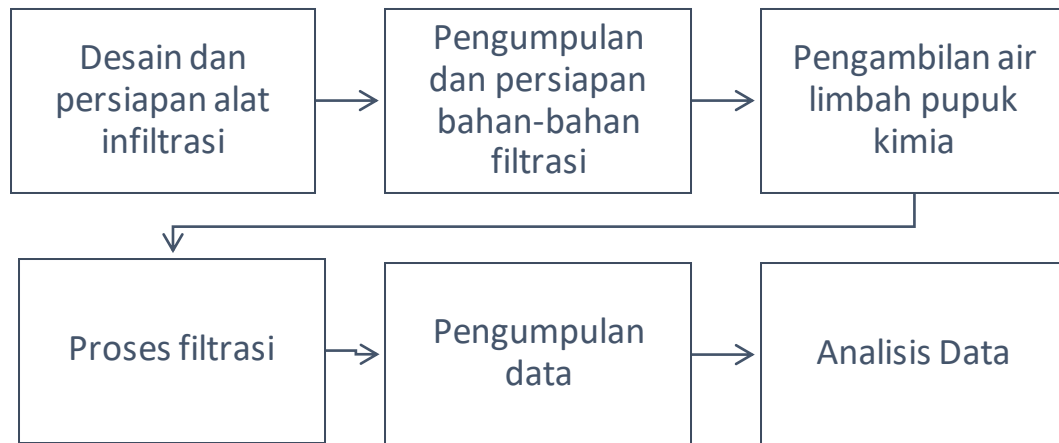 Desain dan
persiapan alat
infiltrasi
Pengumpulan
dan persiapan
bahan-bahan
filtrasi
Pengambilan air
limbah pupuk
kimia
Proses filtrasi
Pengumpulan
data
Analisis Data